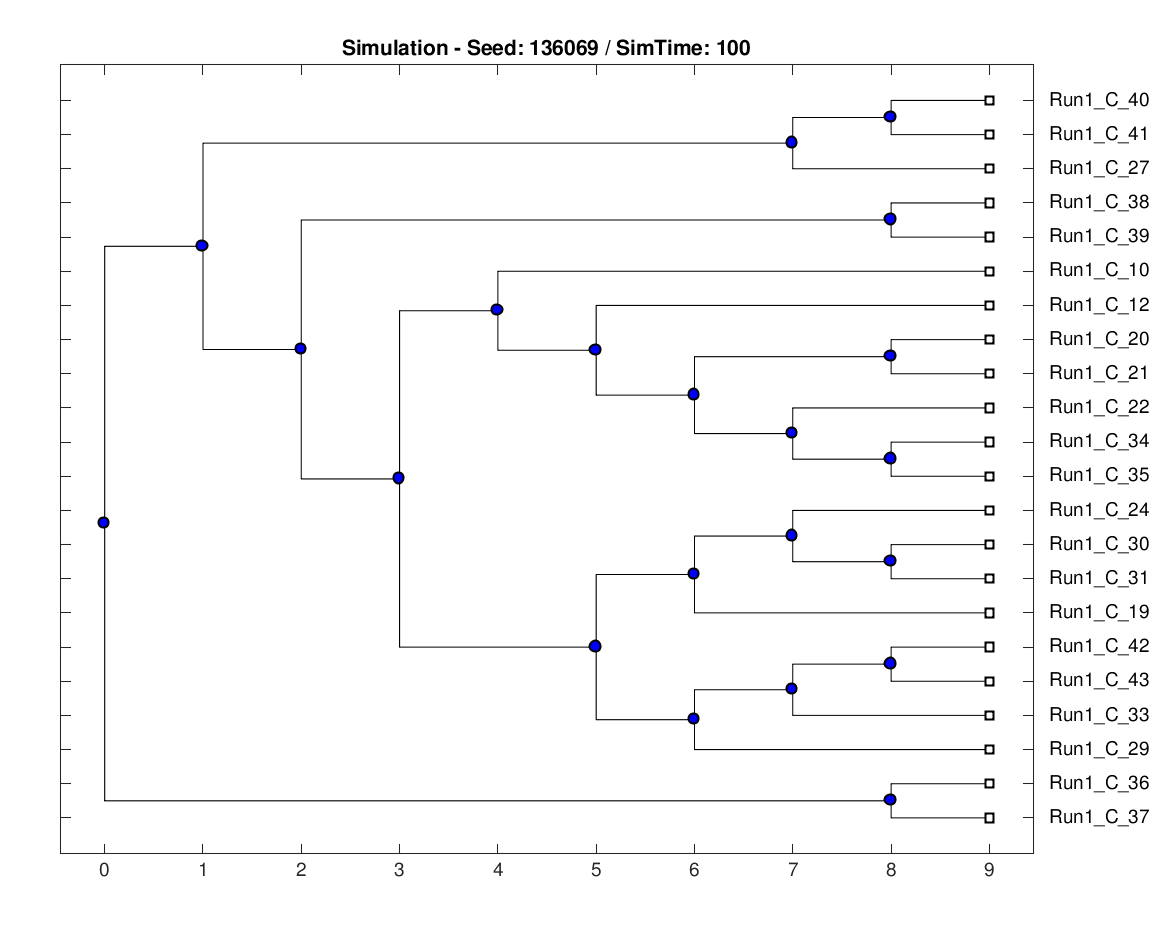 Simulation - Seed: 136069 / SimTime: 100
Run1_C_40
Run1_C_41
Run1_C_27
Run1_C_38
Run1_C_39
Run1_C_10
Run1_C_12
Run1_C_20
Run1_C_21
Run1_C_22
Run1_C_34
Run1_C_35
Run1_C_24
Run1_C_30
Run1_C_31
Run1_C_19
Run1_C_42
Run1_C_43
Run1_C_33
Run1_C_29
Run1_C_36
Run1_C_37
0 1 2 3 4 5 6 7 8 9